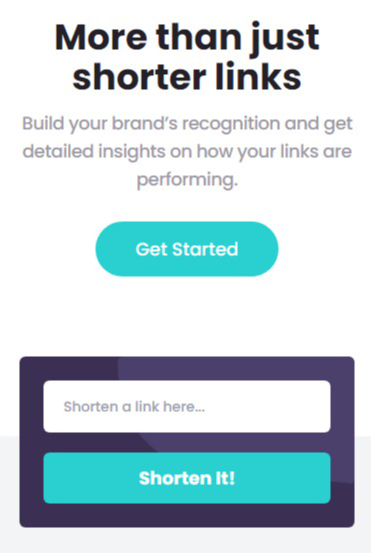 More than just
shorter links
Build your brand’s recognition and get
detailed insights on how your links are
performing.
Get Started
Shorten a link here...
Shorten It!